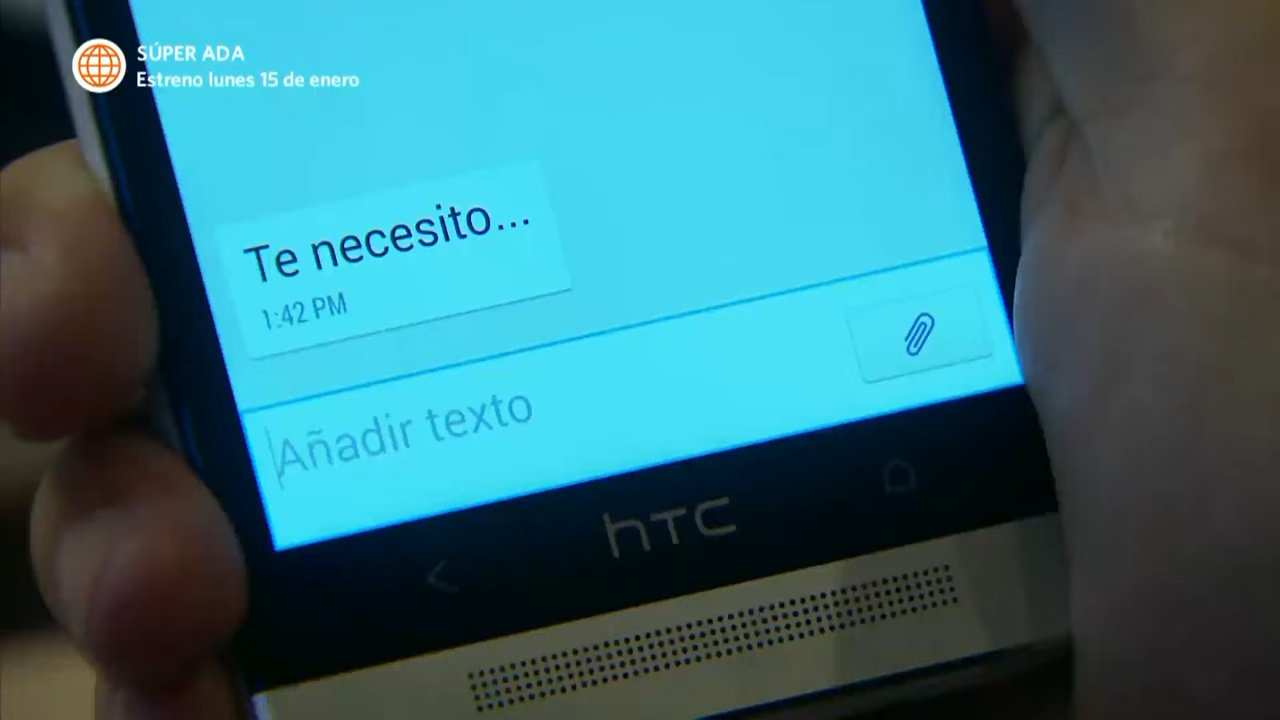 SÚPER ADA
Estreno lunes 15 de enero
Te necesito...
1:42 PM
Añadir texto
hTC